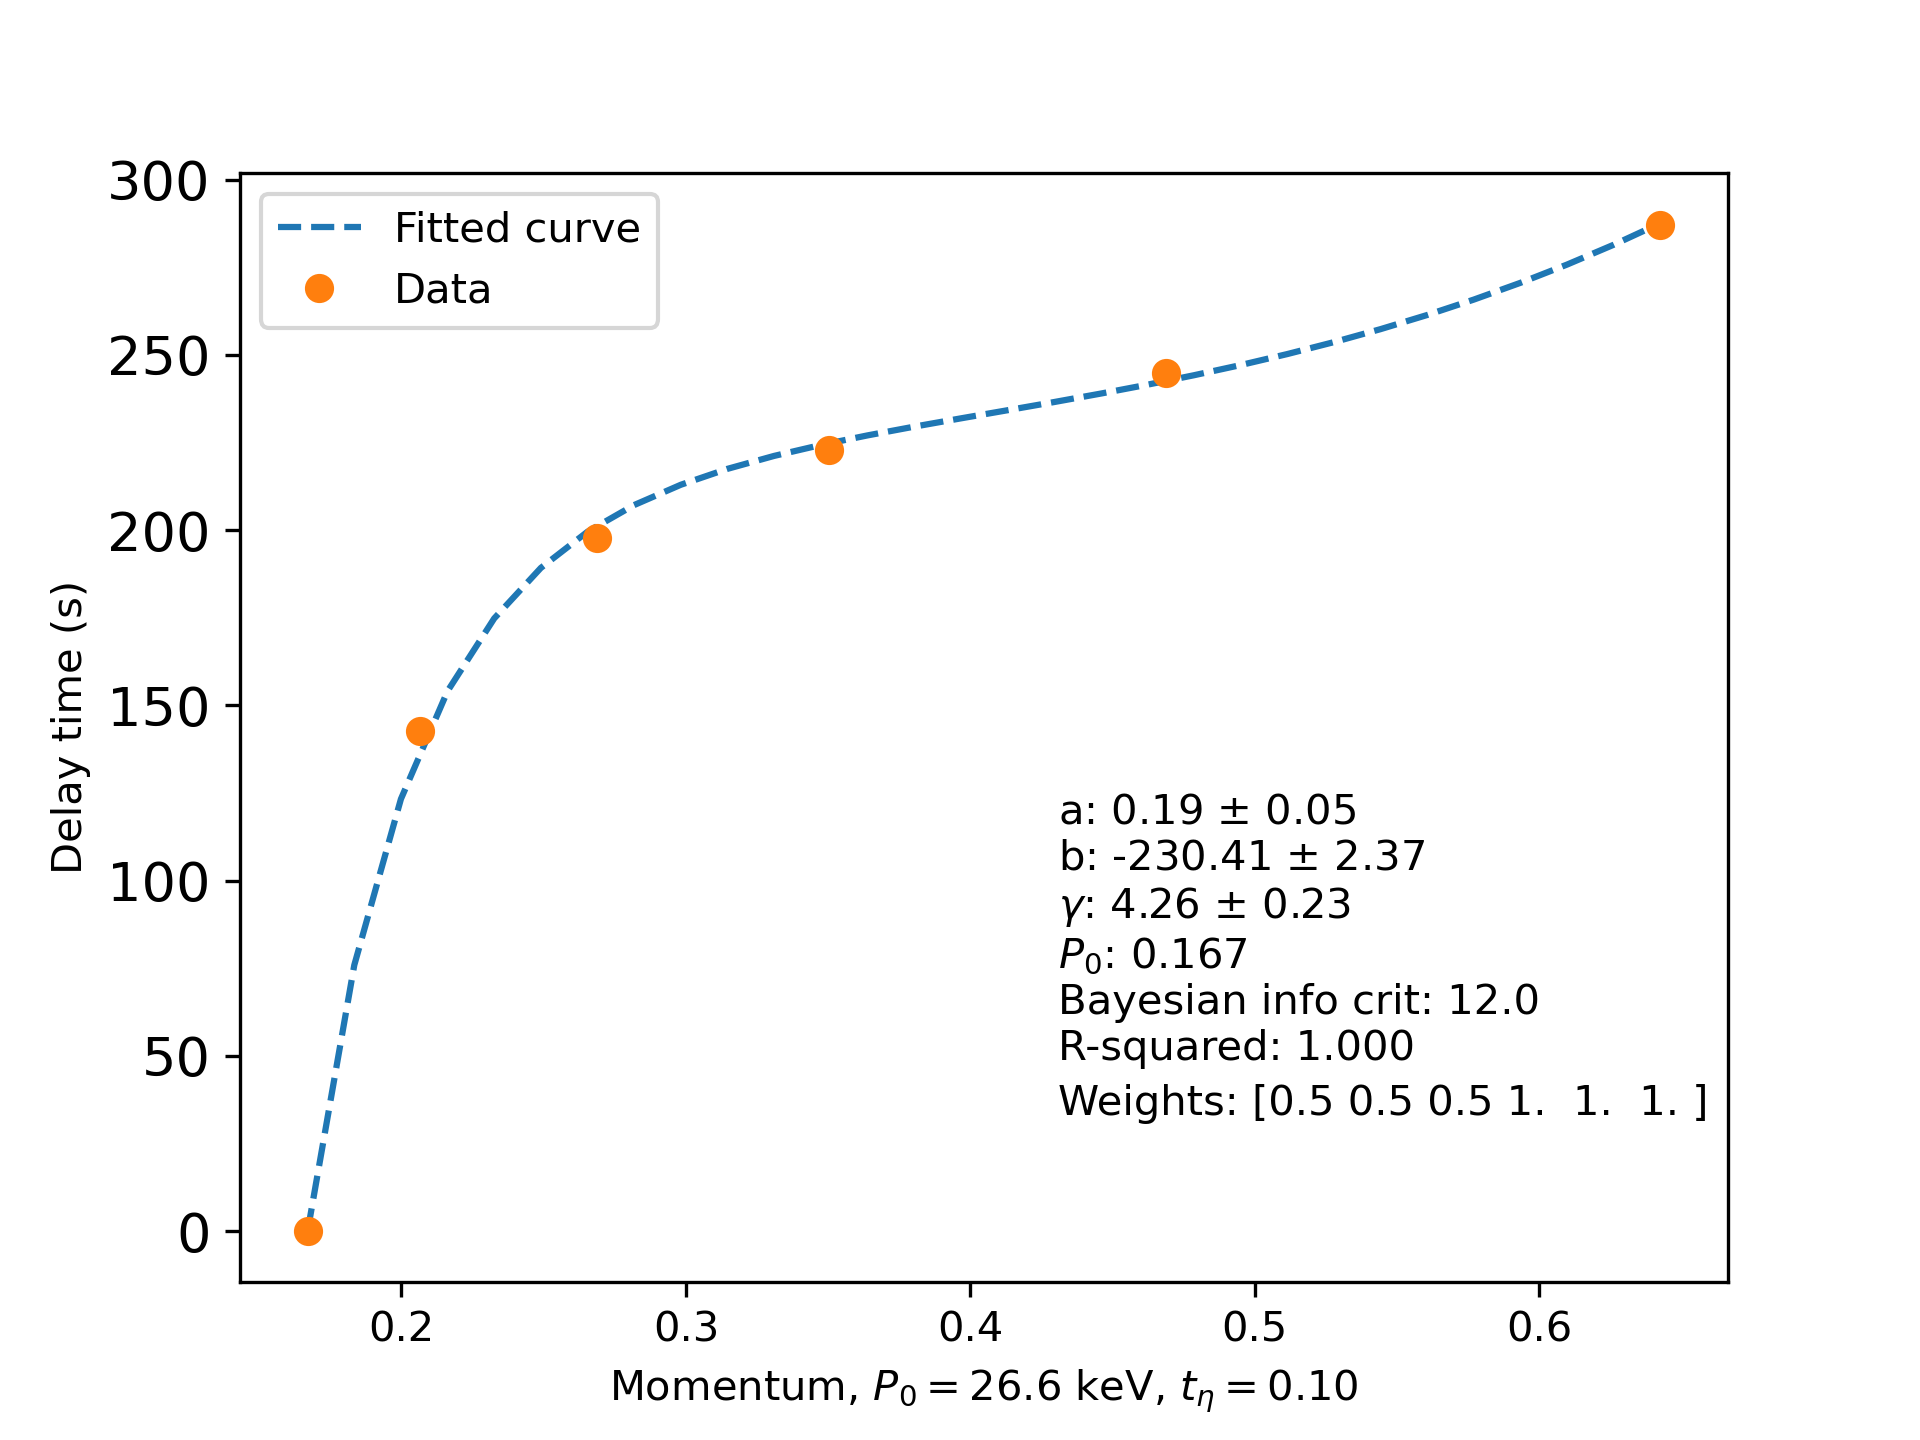 300
250
200
150
100
50
0
Delay time (s)
Fitted curve
Data
a: 0.19 ± 0.05
b: -230.41 ± 2.37
γ: 4.26 ± 0.23
P₀: 0.167
Bayesian info crit: 12.0
R-squared: 1.000
Weights: [0.5 0.5 0.5 1.  1.  1. ]
0.2 0.3 0.4 0.5 0.6
Momentum, P₀ = 26.6 keV, t_η = 0.10